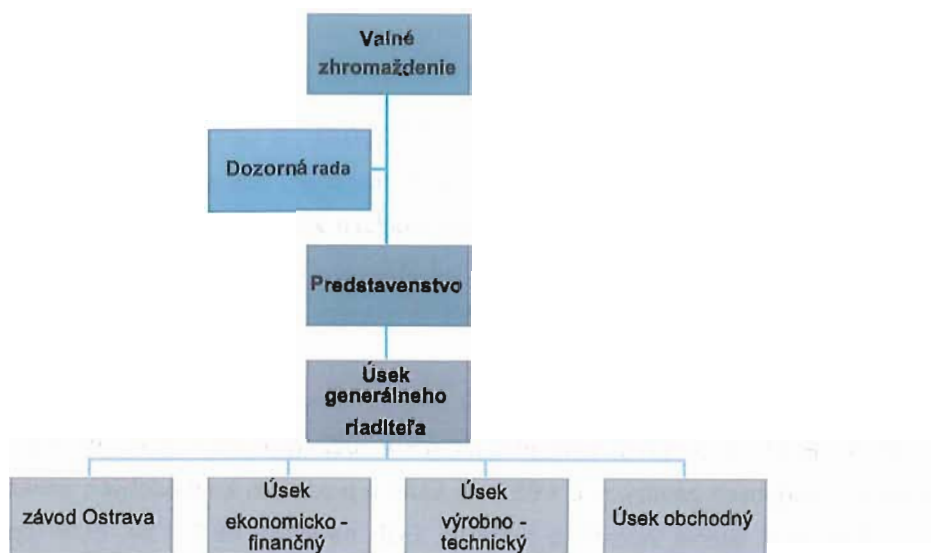 Valné
zhromaždenie
Dozorná rada
Predstavenstvo
Úsek
generálneho
riaditeľa
závod Ostrava
Úsek
ekonomicko -
finančný
Úsek
výrobno -
technický
Úsek obchodný